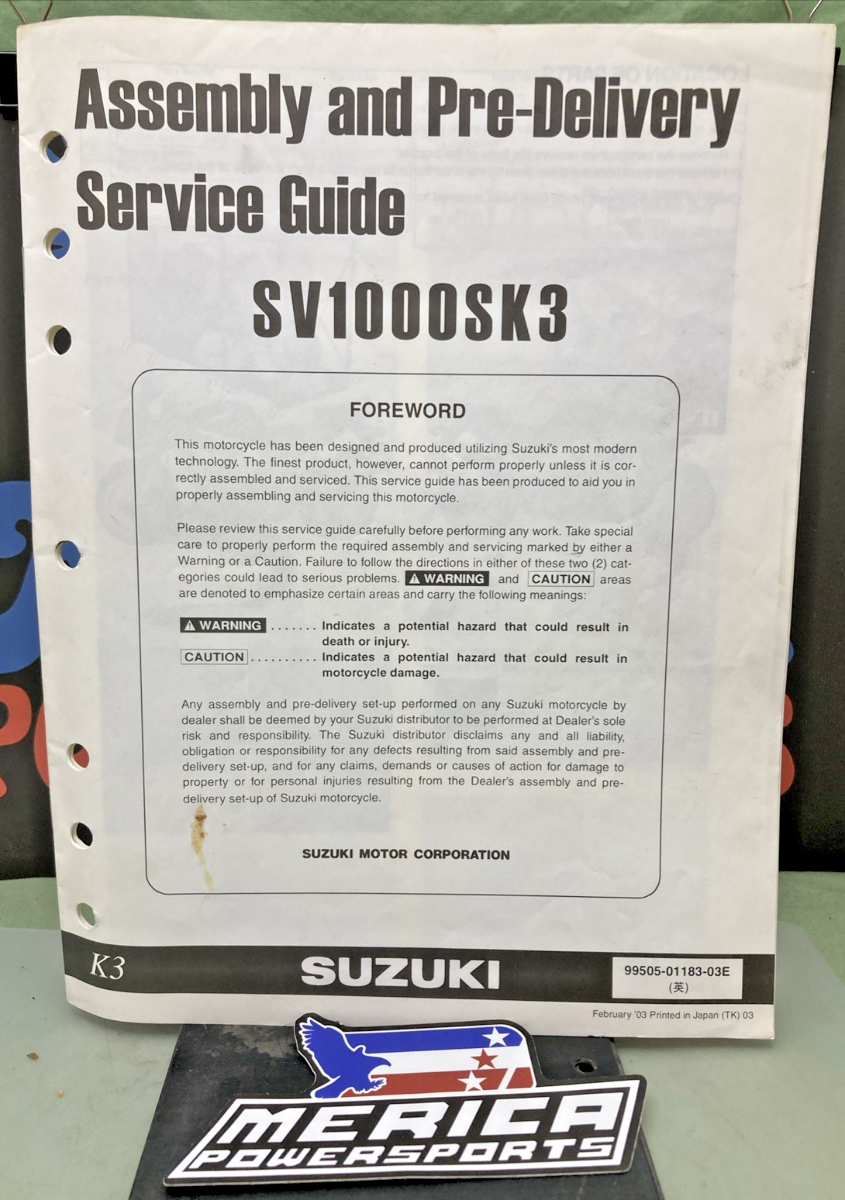 Assembly and Pre-Delivery
Service Guide
SV1000SK3
FOREWORD
This motorcycle has been designed and produced utilizing Suzuki's most modern
technology. The finest product, however, cannot perform properly unless it is cor-
rectly assembled and serviced. This service guide has been produced to aid you in
properly assembling and servicing this motorcycle.
Please review this service guide carefully before performing any work. Take special
care to properly perform the required assembly and servicing marked by either a
Warning or a Caution. Failure to follow the directions in either of these two (2) cat-
egories could lead to serious problems. ⚠ WARNING and CAUTION areas
are denoted to emphasize certain areas and carry the following meanings:
⚠ WARNING ....... Indicates a potential hazard that could result in
death or injury.
CAUTION .......... Indicates a potential hazard that could result in
motorcycle damage.
Any assembly and pre-delivery set-up performed on any Suzuki motorcycle by
dealer shall be deemed by your Suzuki distributor to be performed at Dealer's sole
risk and responsibility. The Suzuki distributor disclaims any and all liability,
obligation or responsibility for any defects resulting from said assembly and pre-
delivery set-up, and for any claims, demands or causes of action for damage to
property or for personal injuries resulting from the Dealer's assembly and pre-
delivery set-up of Suzuki motorcycle.
SUZUKI MOTOR CORPORATION
K3
SUZUKI
99505-01183-03E
(英)
February '03 Printed in Japan (TK) 03
MERICA
POWERSPORTS